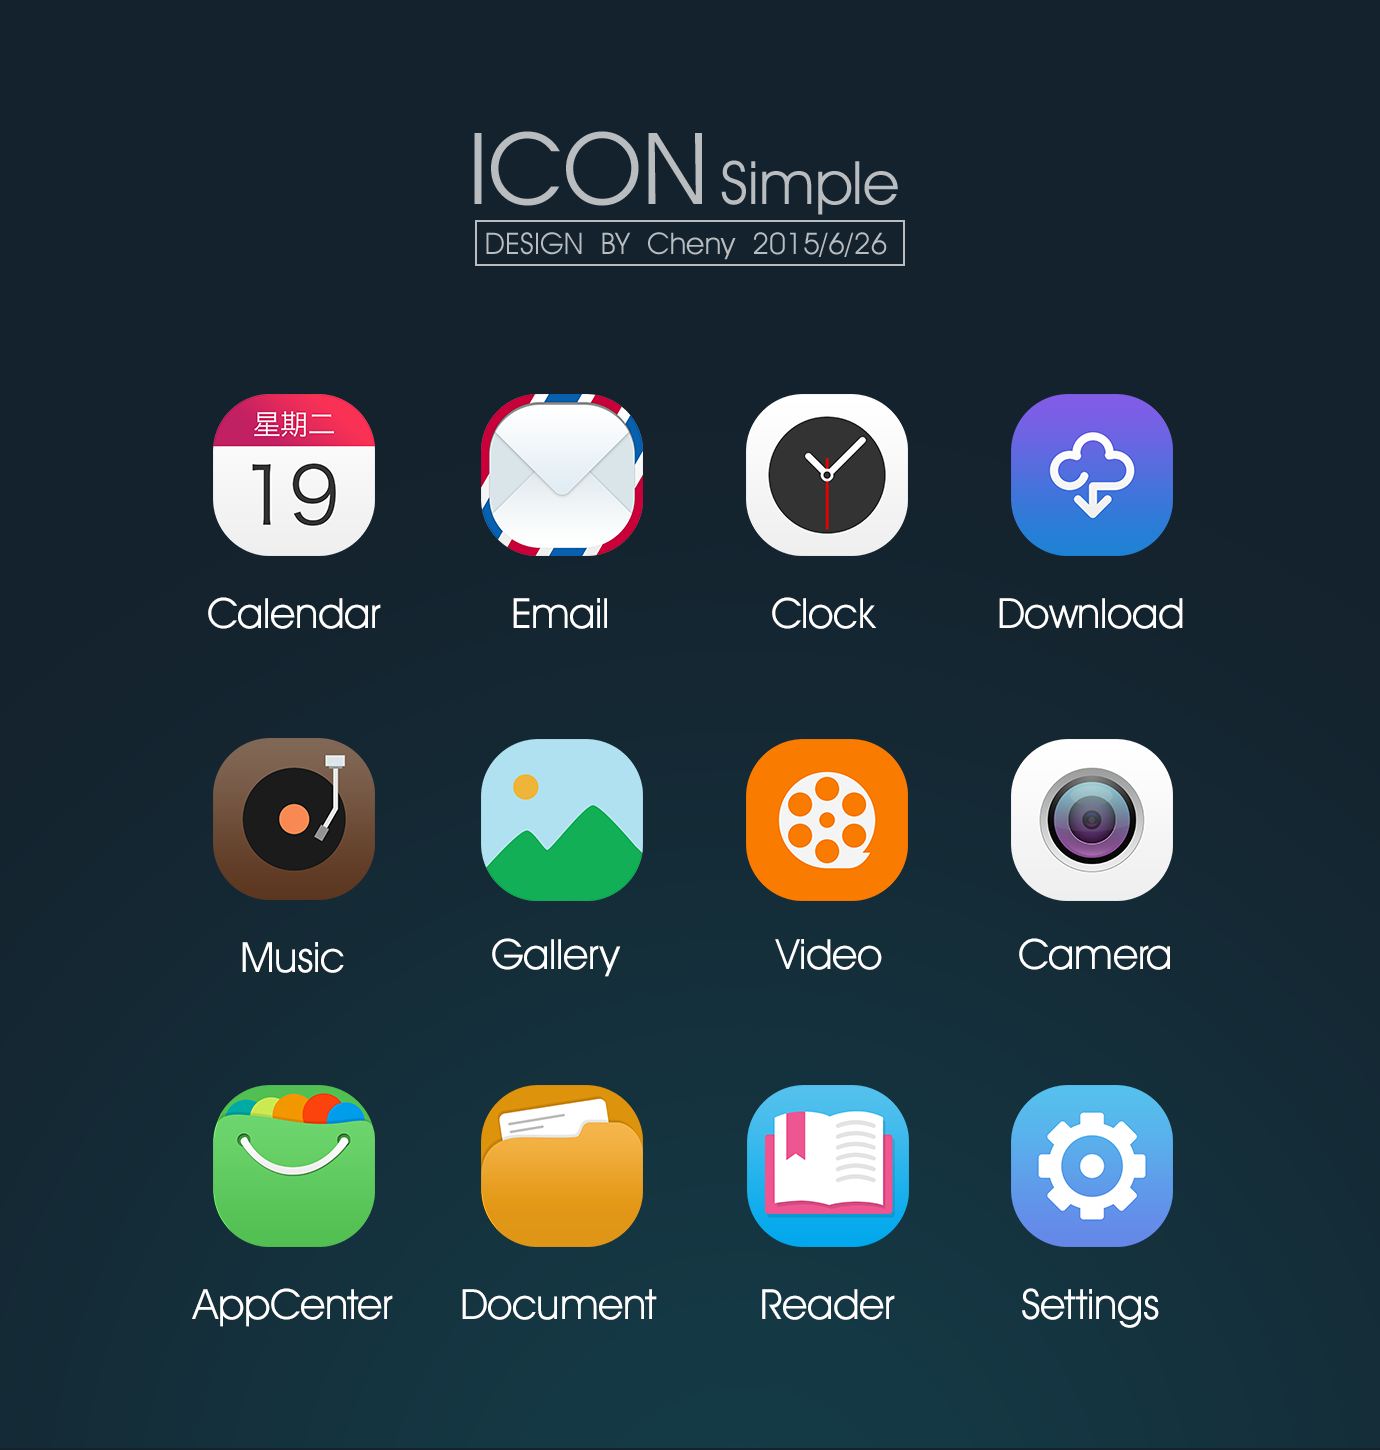 ICON Simple
DESIGN BY Cheny 2015/6/26
星期二
19
Calendar
Email
Clock
Download
Music
Gallery
Video
Camera
AppCenter
Document
Reader
Settings